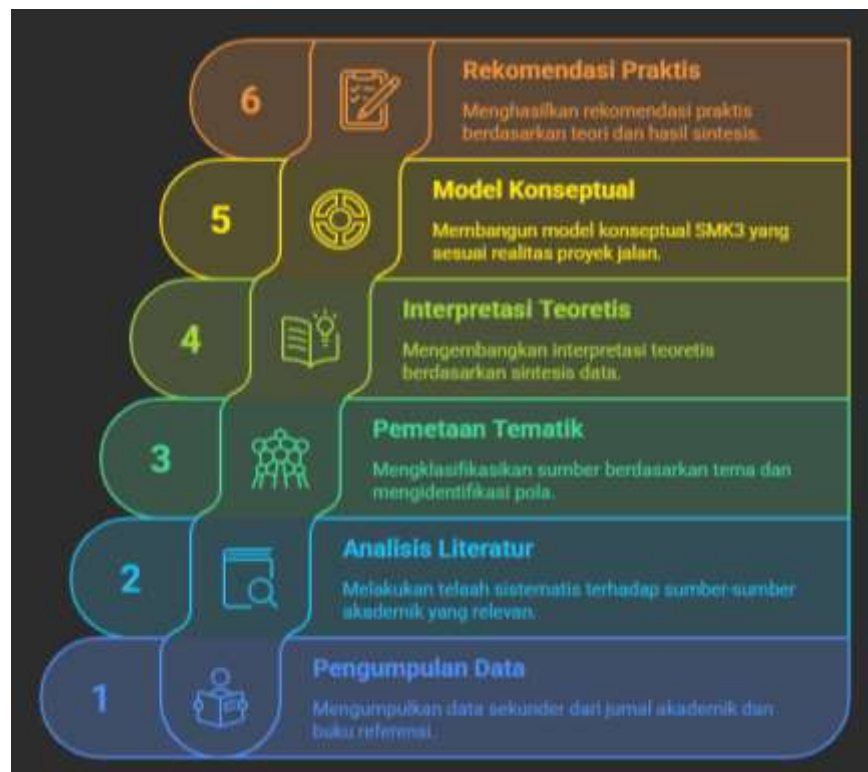 6
Rekomendasi Praktis
Menghasilkan rekomendasi praktis
berdasarkan teori dan hasil sintesis.
5
Model Konseptual
Membangun model konseptual SMK3 yang
sesuai realitas proyek jalan.
4
Interpretasi Teoretis
Mengembangkan interpretasi teoretis
berdasarkan sintesis data.
3
Pemetaan Tematik
Mengklasifikasikan sumber berdasarkan tema dan
mengidentifikasi pola.
2
Analisis Literatur
Melakukan telaah sistematis terhadap sumber-sumber
akademik yang relevan.
1
Pengumpulan Data
Mengumpulkan data sekunder dari jurnal akademik dan
buku referensi.